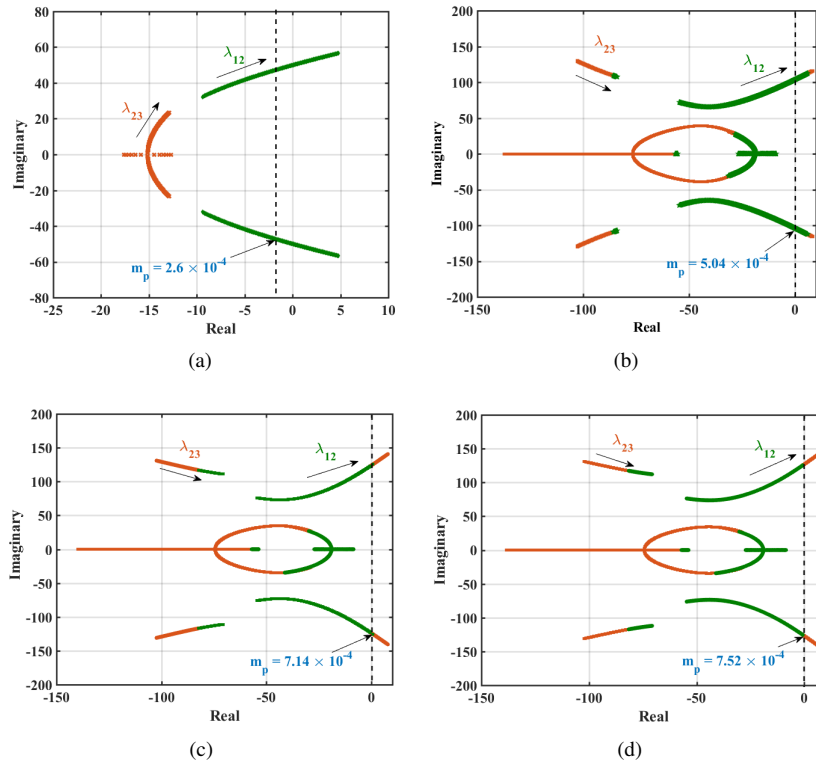 80
60
40
20
0
-20
-40
-60
-80
Imaginary
λ12
λ23
mp = 2.6 × 10-4
-25 -20 -15 -10 -5 0 5 10
Real
(a)
200
150
100
50
0
-50
-100
-150
-200
Imaginary
λ23
λ12
mp = 5.04 × 10-4
-150 -100 -50 0
Real
(b)
200
150
100
50
0
-50
-100
-150
-200
Imaginary
λ23
λ12
mp = 7.14 × 10-4
-150 -100 -50 0
Real
(c)
200
150
100
50
0
-50
-100
-150
-200
Imaginary
λ23
λ12
mp = 7.52 × 10-4
-150 -100 -50 0
Real
(d)